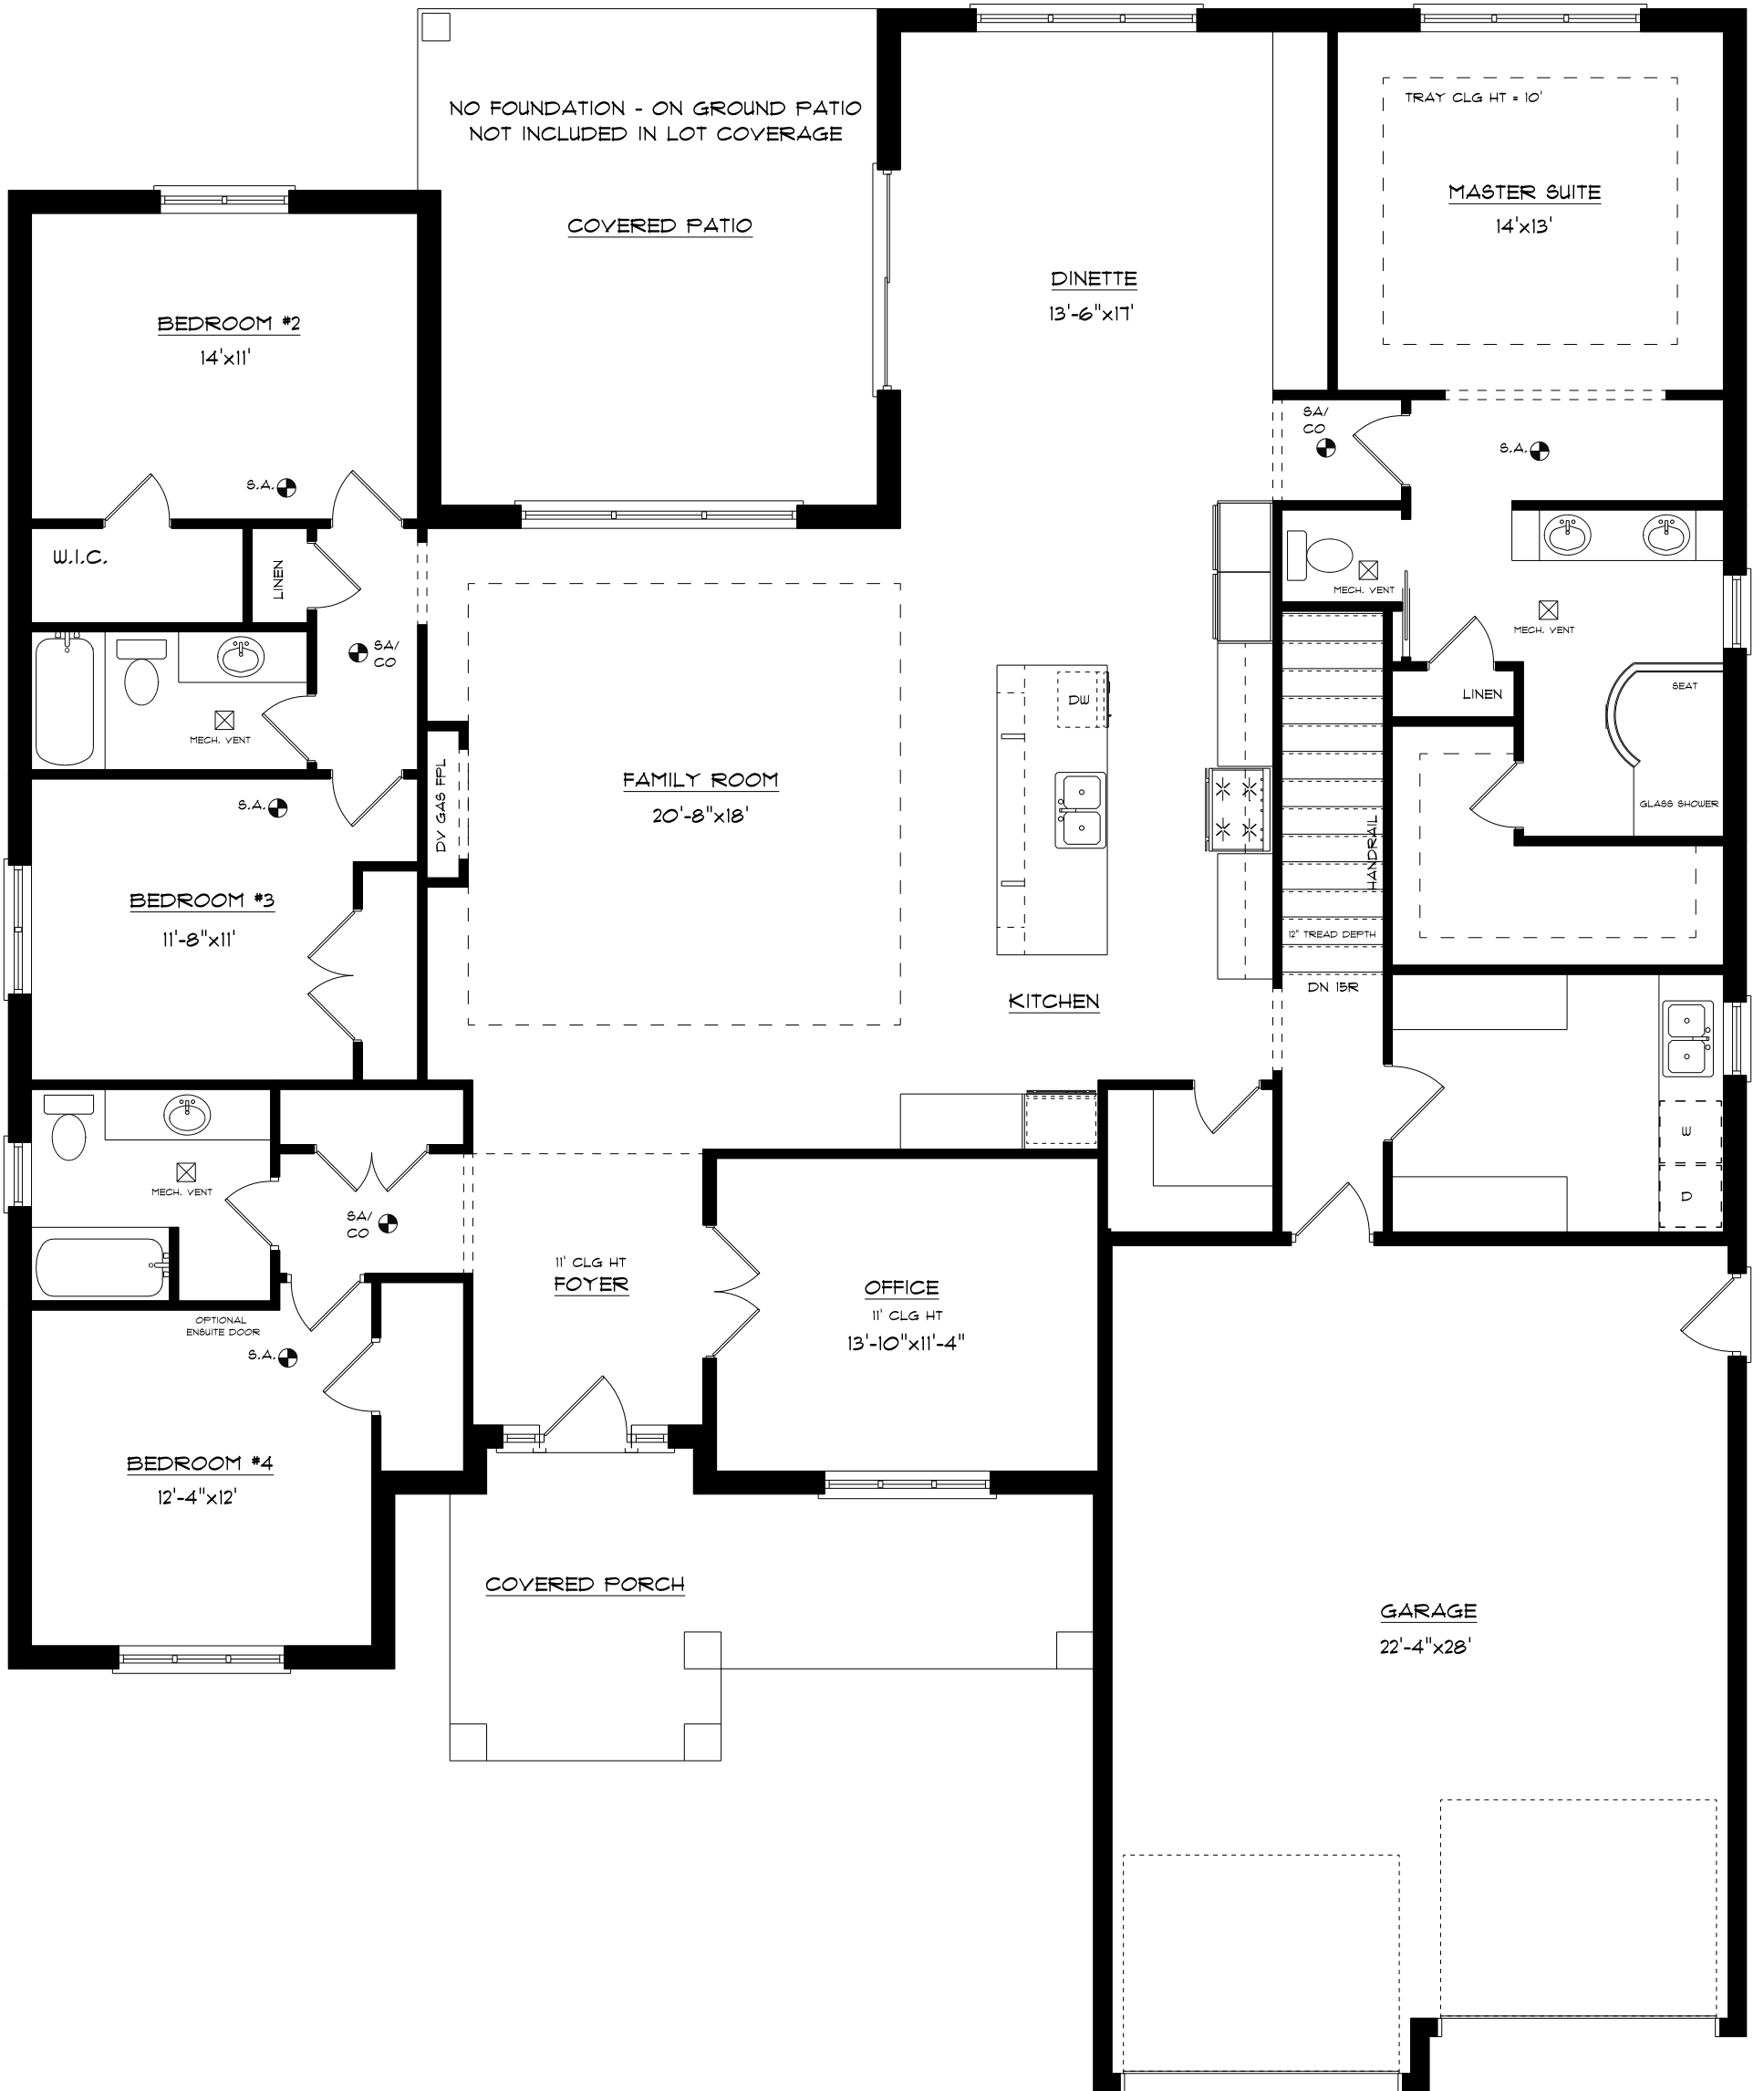 NO FOUNDATION - ON GROUND PATIO
NOT INCLUDED IN LOT COVERAGE
COVERED PATIO
TRAY CLG HT = 10'
MASTER SUITE
14'x13'
DINETTE
13'-6"x17'
BEDROOM #2
14'x11'
S.A.
SA/
CO
S.A.
W.I.C.
LINEN
SA/
CO
MECH. VENT
MECH. VENT
MECH. VENT
LINEN
SEAT
GLASS SHOWER
DW
FAMILY ROOM
20'-8"x18'
DV GAS FPL
HANDRAIL
S.A.
BEDROOM #3
11'-8"x11'
12" TREAD DEPTH
DN 15R
KITCHEN
W
D
MECH. VENT
SA/
CO
11' CLG HT
FOYER
OFFICE
11' CLG HT
13'-10"x11'-4"
OPTIONAL
ENSUITE DOOR
S.A.
BEDROOM #4
12'-4"x12'
COVERED PORCH
GARAGE
22'-4"x28'